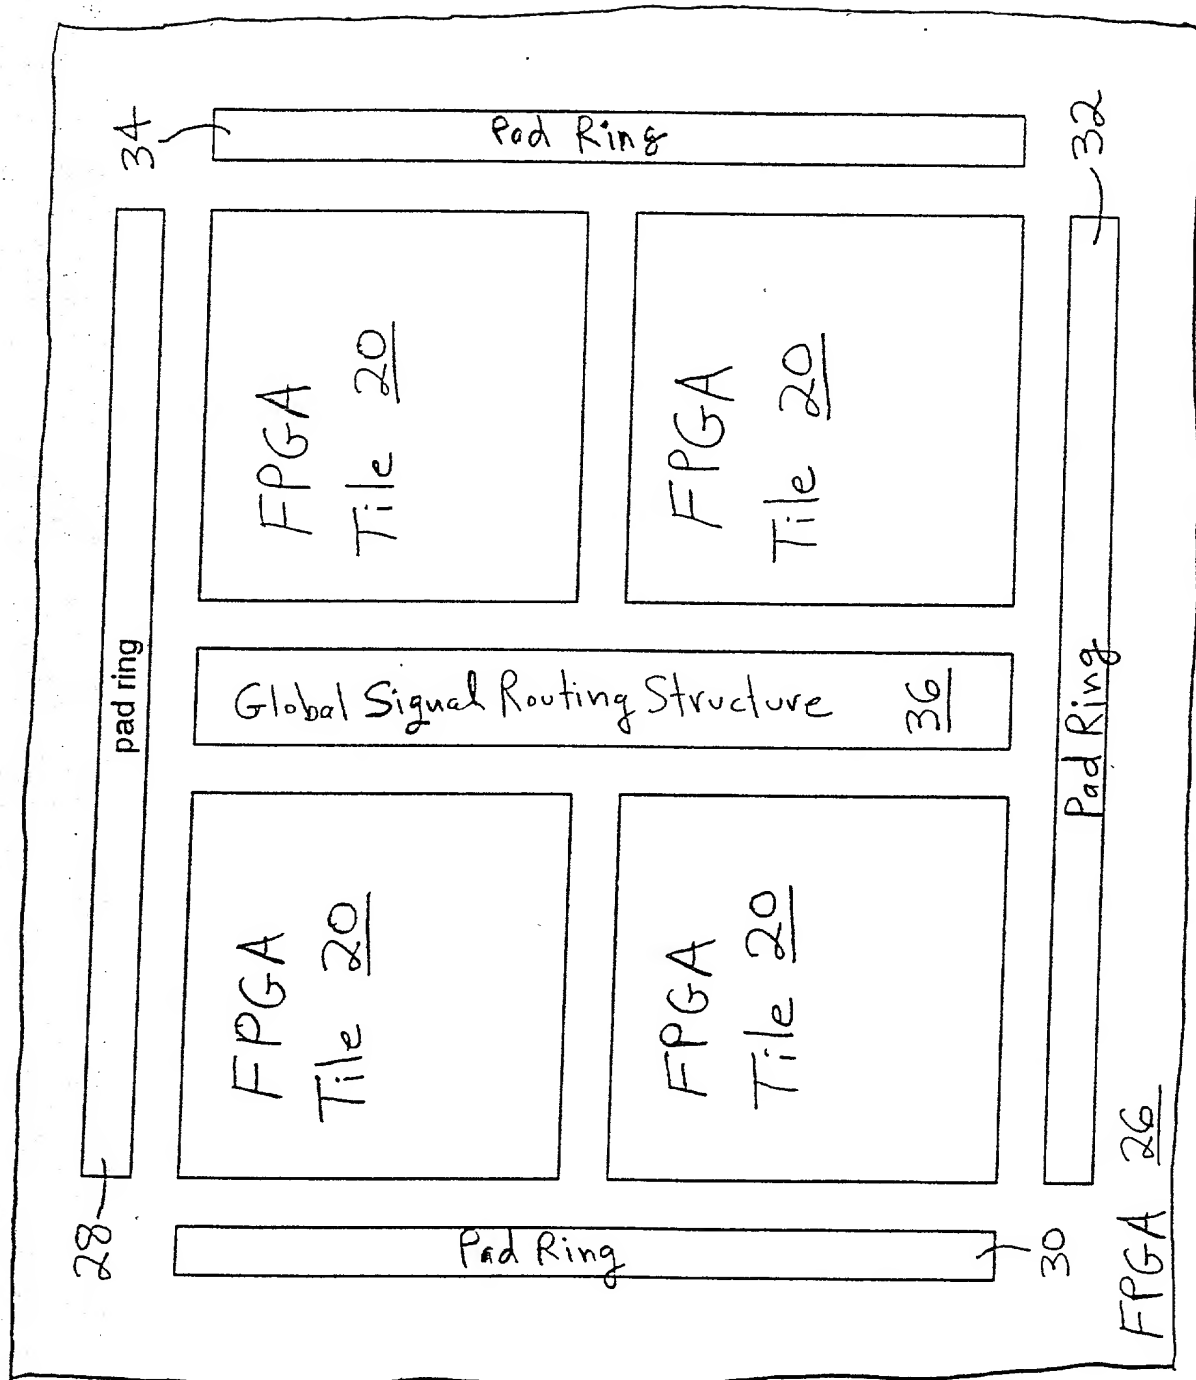 34
Pad Ring
32
FPGA
Tile 20
FPGA
Tile 20
pad ring
Global Signal Routing Structure 36
Pad Ring
FPGA
Tile 20
FPGA
Tile 20
28
Pad Ring
30
FPGA 26